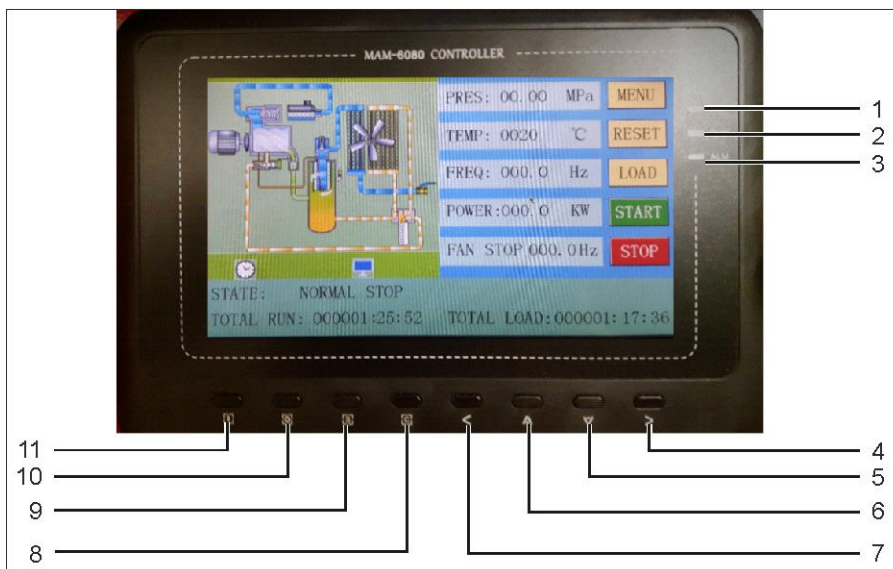 MAM-6080 CONTROLLER
PRES: 00.00 MPa MENU
TEMP: 0020 ℃ RESET
FREQ: 000.0 Hz LOAD
POWER:000.0 KW START
FAN STOP 000.0Hz STOP
STATE: NORMAL STOP
TOTAL RUN: 000001:25:52 TOTAL LOAD:000001:17:36
ALM
1
2
3
4
5
6
7
8
9
10
11